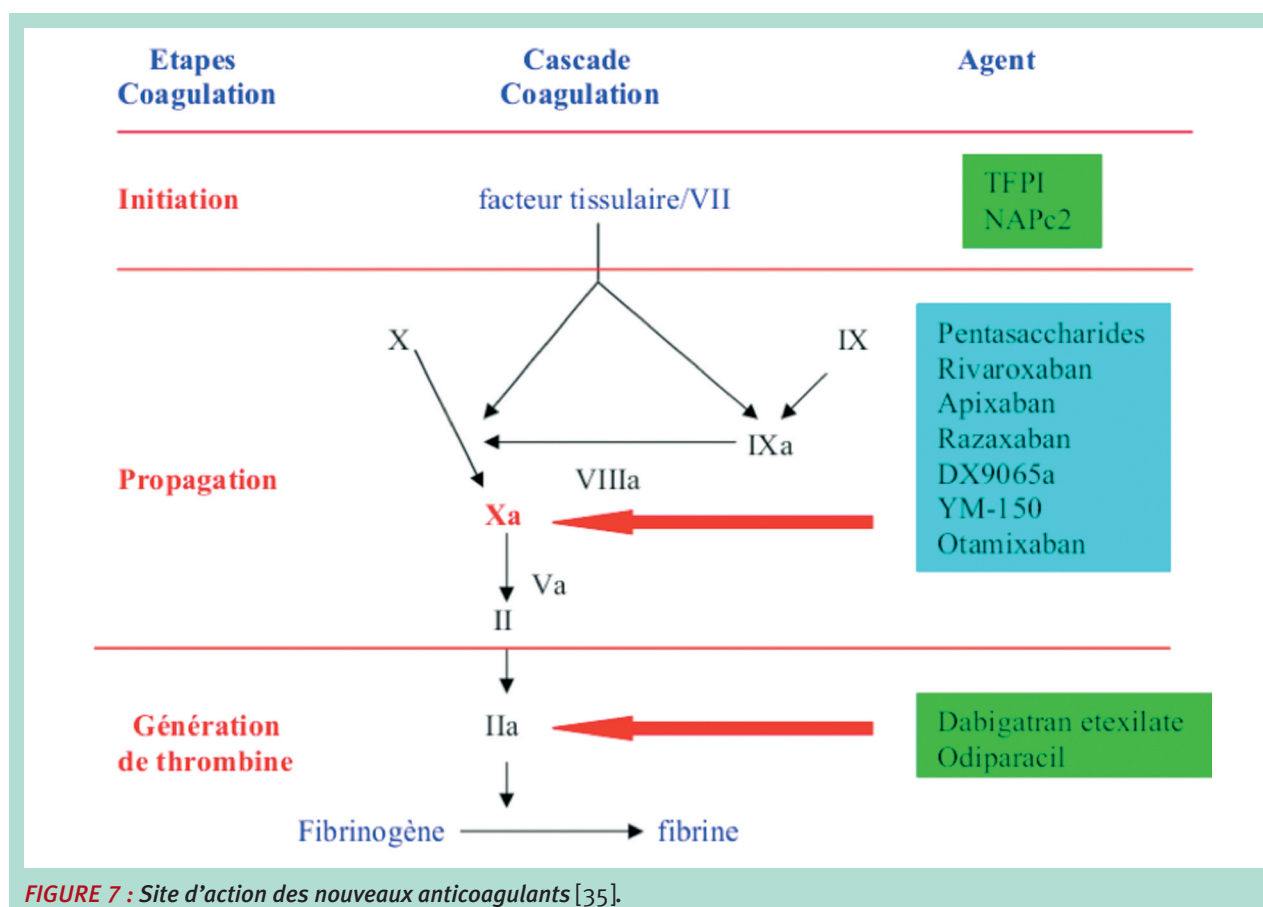 Etapes
Coagulation
Cascade
Coagulation
Agent
Initiation
facteur tissulaire/VII
TFPI
NAPc2
Propagation
X
IX
IXa
VIIIa
Xa
Va
II
Pentasaccharides
Rivaroxaban
Apixaban
Razaxaban
DX9065a
YM-150
Otamixaban
Génération
de thrombine
IIa
Dabigatran etexilate
Odiparacil
Fibrinogène
fibrine
FIGURE 7 : Site d'action des nouveaux anticoagulants [35].